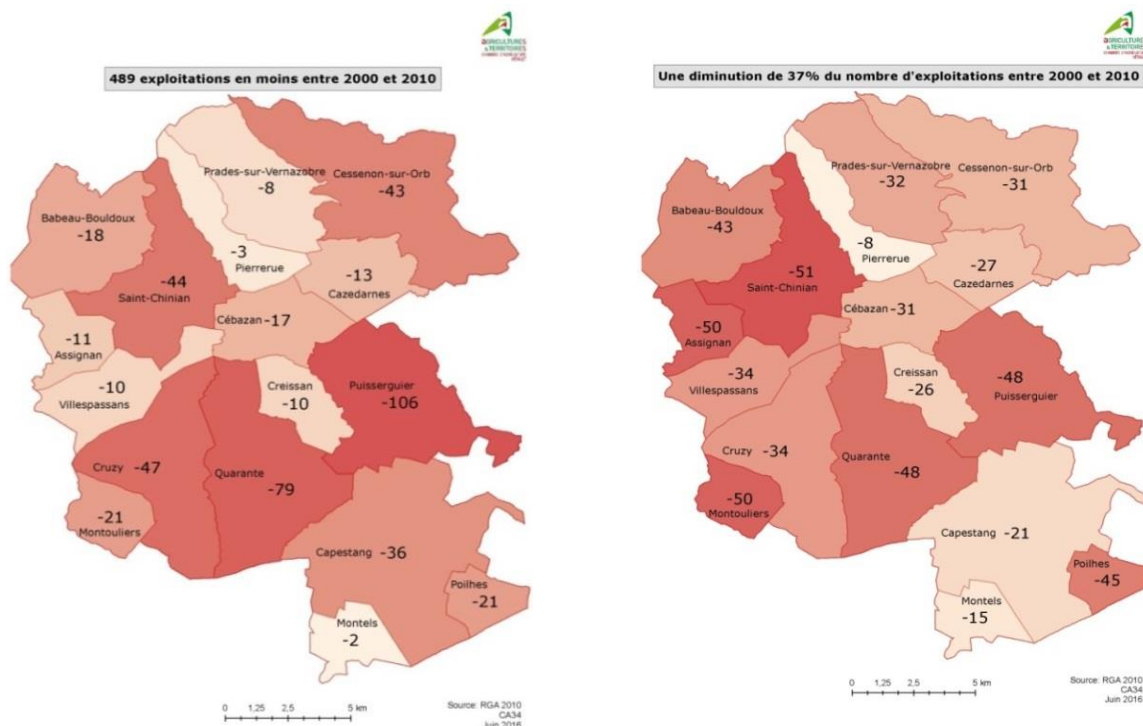 AGRICULTURES
& TERRITOIRES
489 exploitations en moins entre 2000 et 2010
Prades-sur-Vernazobre
-8
Cessenon-sur-Orb
-43
Babeau-Bouldoux
-18
-3
Pierrerue
-44
Saint-Chinian
-13
Cazedarnes
Cébazan -17
-11
Assignan
-10
Villespassans
Creissan
-10
Puisserguier
-106
Cruzy -47
Quarante
-79
-21
Montouliers
Capestang -36
Poilhes
-21
Montels
-2
0 1,25 2,5 5 km
Source: RGA 2010
CA34
Juin 2016
AGRICULTURES
& TERRITOIRES
Une diminution de 37% du nombre d'exploitations entre 2000 et 2010
Prades-sur-Vernazobre
-32
Cessenon-sur-Orb
-31
Babeau-Bouldoux
-43
-8
Pierrerue
-51
Saint-Chinian
-27
Cazedarnes
Cébazan -31
-50
Assignan
-34
Villespassans
Creissan
-26
-48
Puisserguier
Cruzy -34
Quarante
-48
-50
Montouliers
Capestang -21
Poilhes
-45
Montels
-15
0 1,25 2,5 5 km
Source: RGA 2010
CA34
Juin 2016